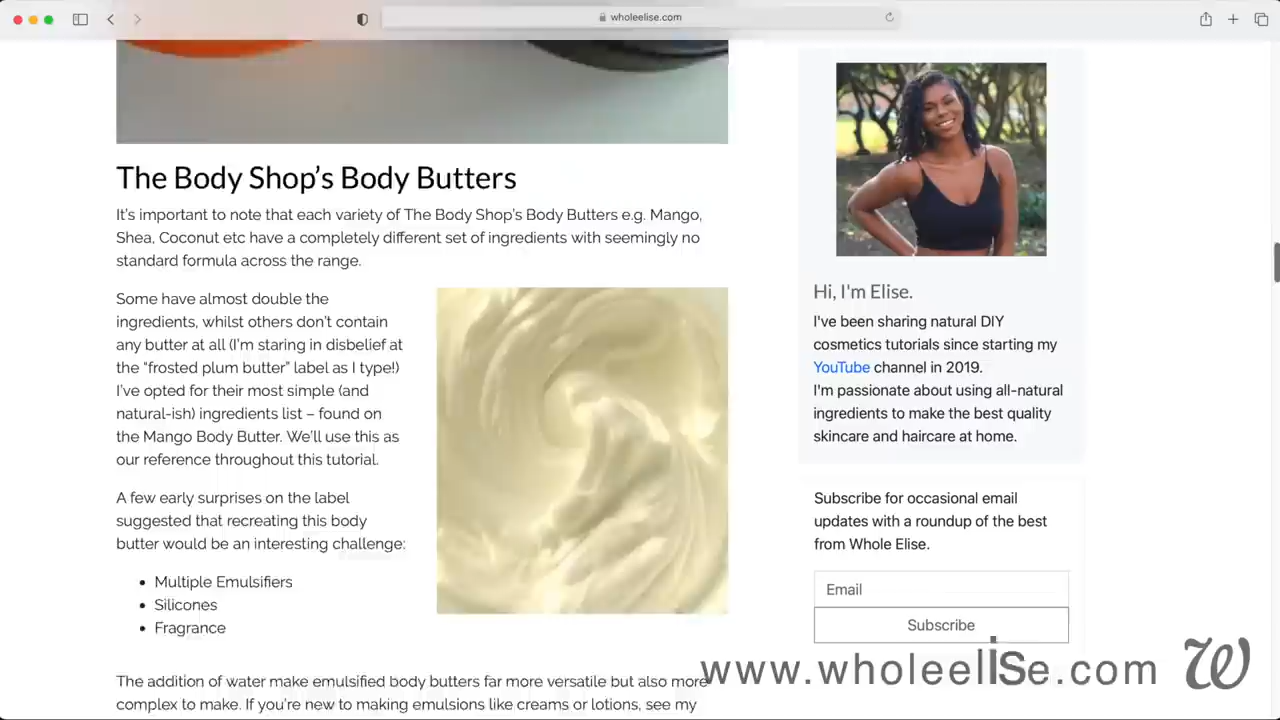 wholeelise.com
The Body Shop’s Body Butters
It’s important to note that each variety of The Body Shop’s Body Butters e.g. Mango,
Shea, Coconut etc have a completely different set of ingredients with seemingly no
standard formula across the range.
Some have almost double the
ingredients, whilst others don’t contain
any butter at all (I’m staring in disbelief at
the “frosted plum butter” label as I type!)
I’ve opted for their most simple (and
natural-ish) ingredients list – found on
the Mango Body Butter. We’ll use this as
our reference throughout this tutorial.
A few early surprises on the label
suggested that recreating this body
butter would be an interesting challenge:
• Multiple Emulsifiers
• Silicones
• Fragrance
The addition of water make emulsified body butters far more versatile but also more
complex to make. If you’re new to making emulsions like creams or lotions, see my
Hi, I'm Elise.
I've been sharing natural DIY
cosmetics tutorials since starting my
YouTube channel in 2019.
I'm passionate about using all-natural
ingredients to make the best quality
skincare and haircare at home.
Subscribe for occasional email
updates with a roundup of the best
from Whole Elise.
Email
Subscribe
www.wholeelise.com W